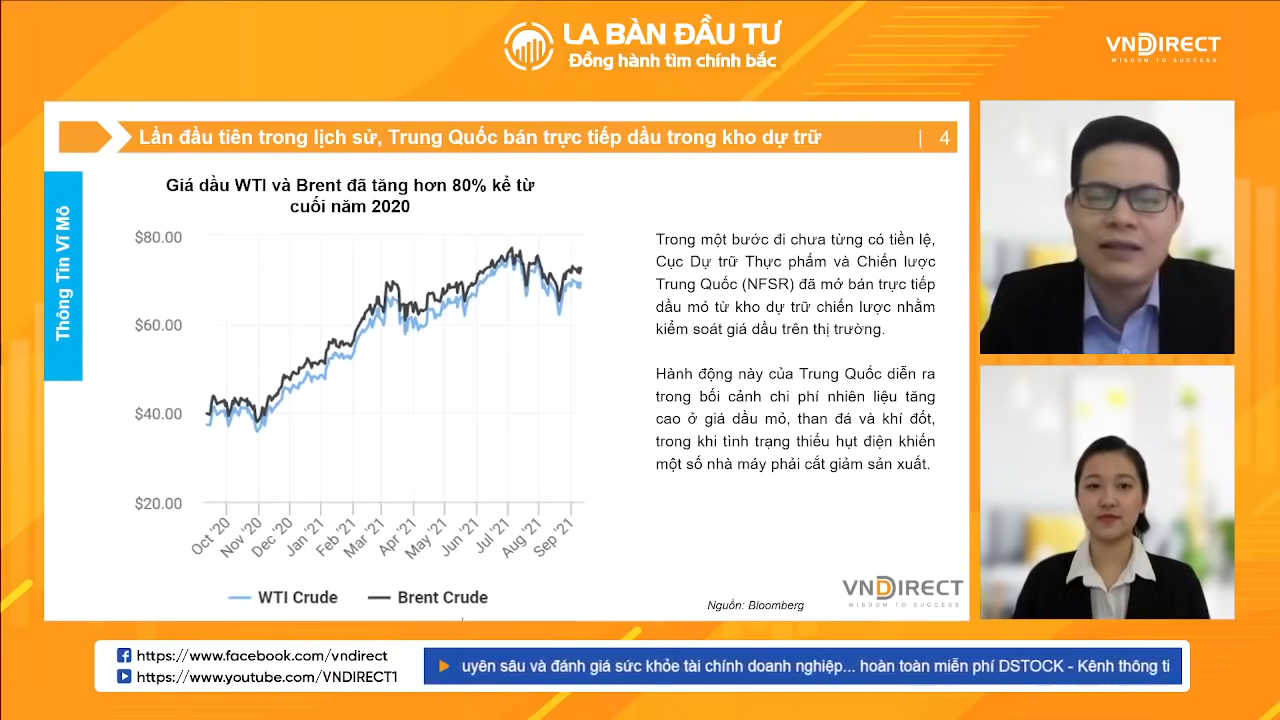 LA BÀN ĐẦU TƯ
Đồng hành tìm chính bắc
VNDIRECT
WISDOM TO SUCCESS
Lần đầu tiên trong lịch sử, Trung Quốc bán trực tiếp dầu trong kho dự trữ | 4
Thông Tin Vĩ Mô
Giá dầu WTI và Brent đã tăng hơn 80% kể từ
cuối năm 2020
$80.00
$60.00
$40.00
$20.00
Oct '20
Nov '20
Dec '20
Jan '21
Feb '21
Mar '21
Apr '21
May '21
Jun '21
Jul '21
Aug '21
Sep '21
WTI Crude
Brent Crude
Trong một bước đi chưa từng có tiền lệ,
Cục Dự trữ Thực phẩm và Chiến lược
Trung Quốc (NFSR) đã mở bán trực tiếp
dầu mó từ kho dự trữ chiến lược nhằm
kiểm soát giá dầu trên thị trường.
Hành động này của Trung Quốc diễn ra
trong bối cảnh chi phí nhiên liệu tăng
cao ở giá dầu mỏ, than đá và khí đốt,
trong khi tình trạng thiếu hụt điện khiến
một số nhà máy phải cắt giảm sản xuất.
VNDIRECT
WISDOM TO SUCCESS
Nguồn: Bloomberg
https://www.facebook.com/vndirect
https://www.youtube.com/VNDIRECT1
uyên sâu và đánh giá sức khỏe tài chính doanh nghiệp... hoàn toàn miễn phí DSTOCK - Kênh thông ti